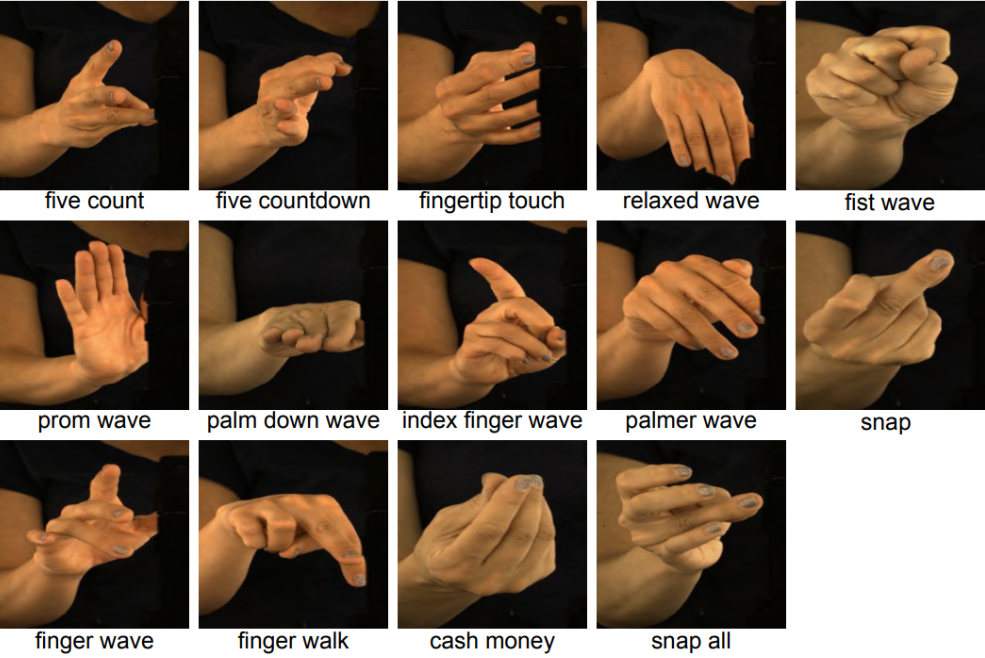 five count
five countdown
fingertip touch
relaxed wave
fist wave
prom wave
palm down wave
index finger wave
palmer wave
snap
finger wave
finger walk
cash money
snap all